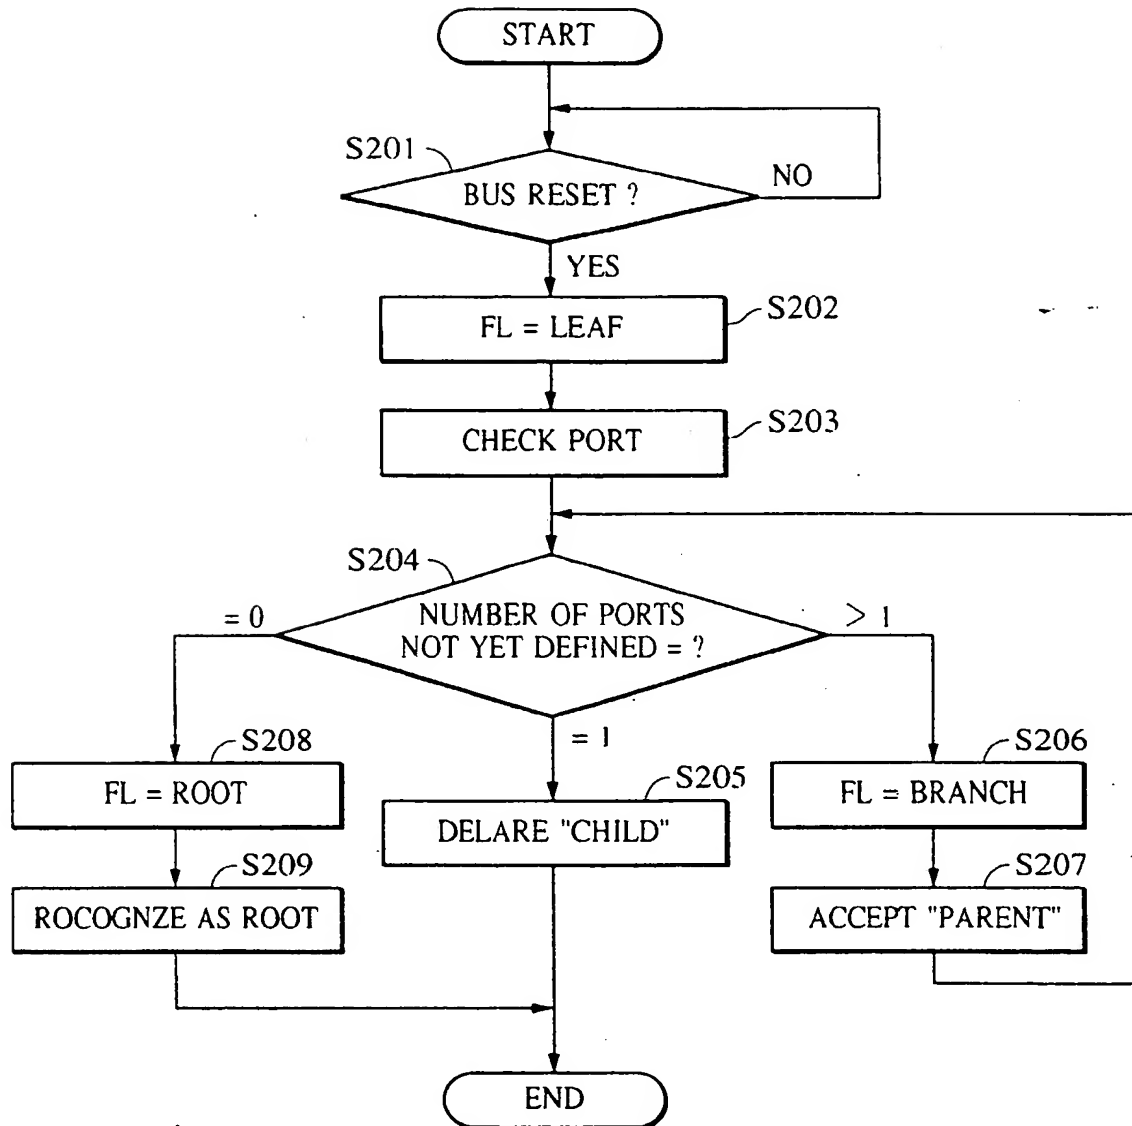 START
S201
BUS RESET ?
NO
YES
FL = LEAF
S202
CHECK PORT
S203
S204
NUMBER OF PORTS
NOT YET DEFINED = ?
= 0
> 1
= 1
S208
FL = ROOT
S205
DELARE "CHILD"
S206
FL = BRANCH
S209
ROCOGNZE AS ROOT
S207
ACCEPT "PARENT"
END